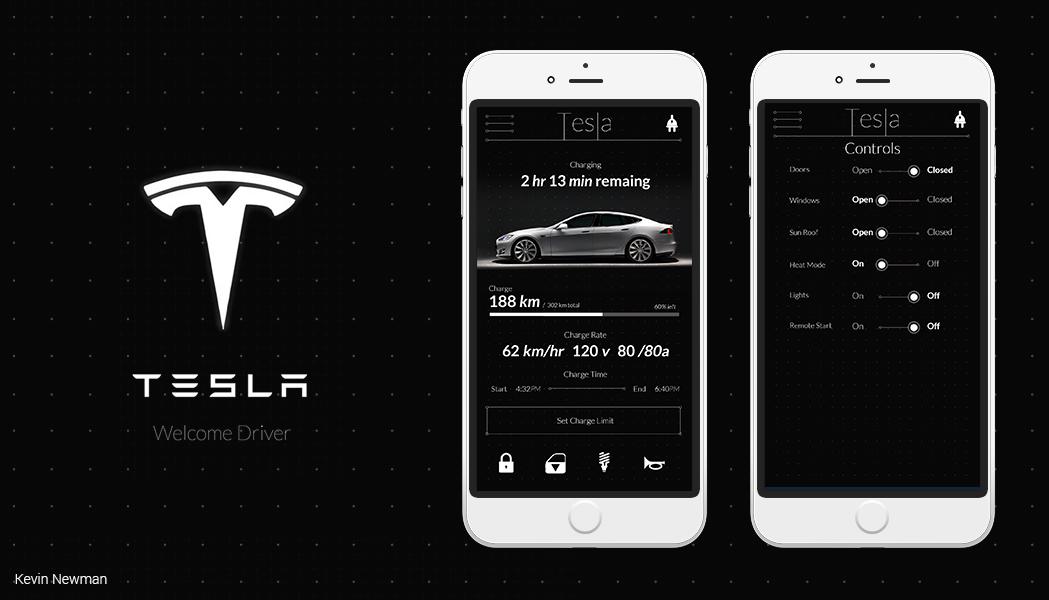 TESLA
Welcome Driver
Kevin Newman
Tesla
Charging
2 hr 13 min remaing
Charge
188 km / 302 km total 60% left
Charge Rate
62 km/hr 120 v 80 /80a
Charge Time
Start 4:32PM End 6:40PM
Set Charge Limit
Tesla
Controls
Doors Open Closed
Windows Open Closed
Sun Roof Open Closed
Heat Mode On Off
Lights On Off
Remote Start On Off